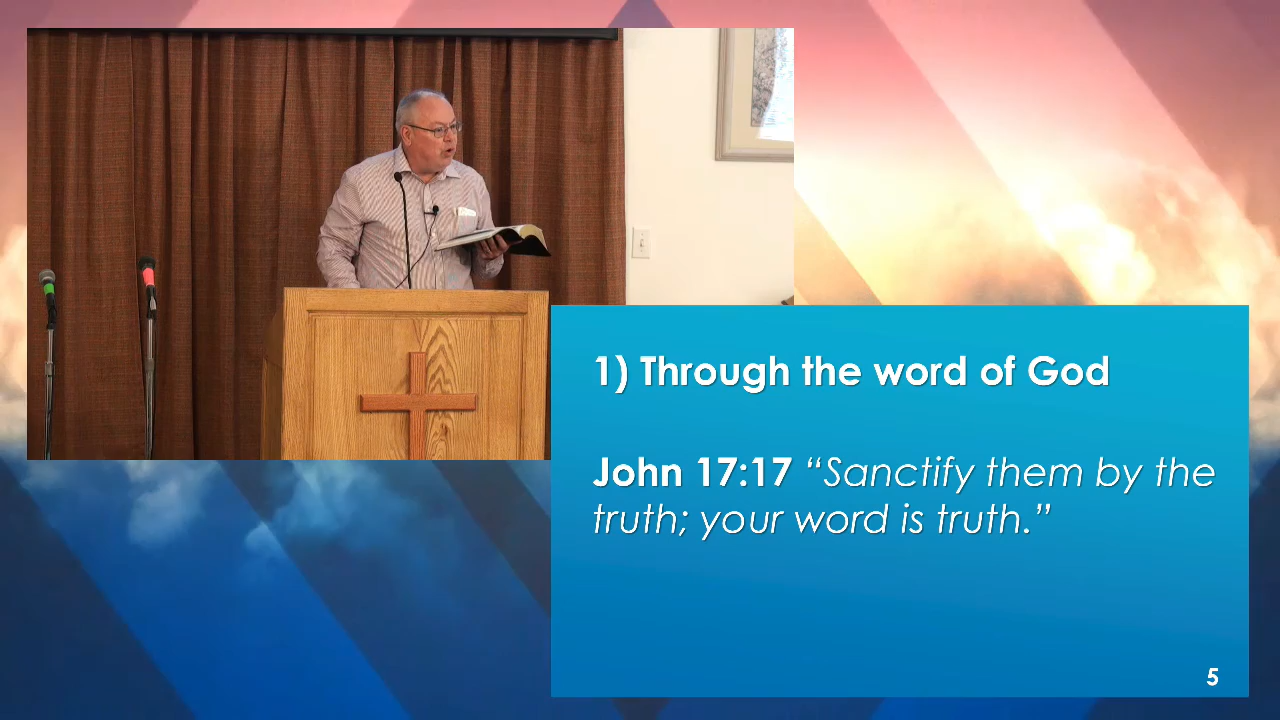 1) Through the word of God
John 17:17 “Sanctify them by the
truth; your word is truth.”
5